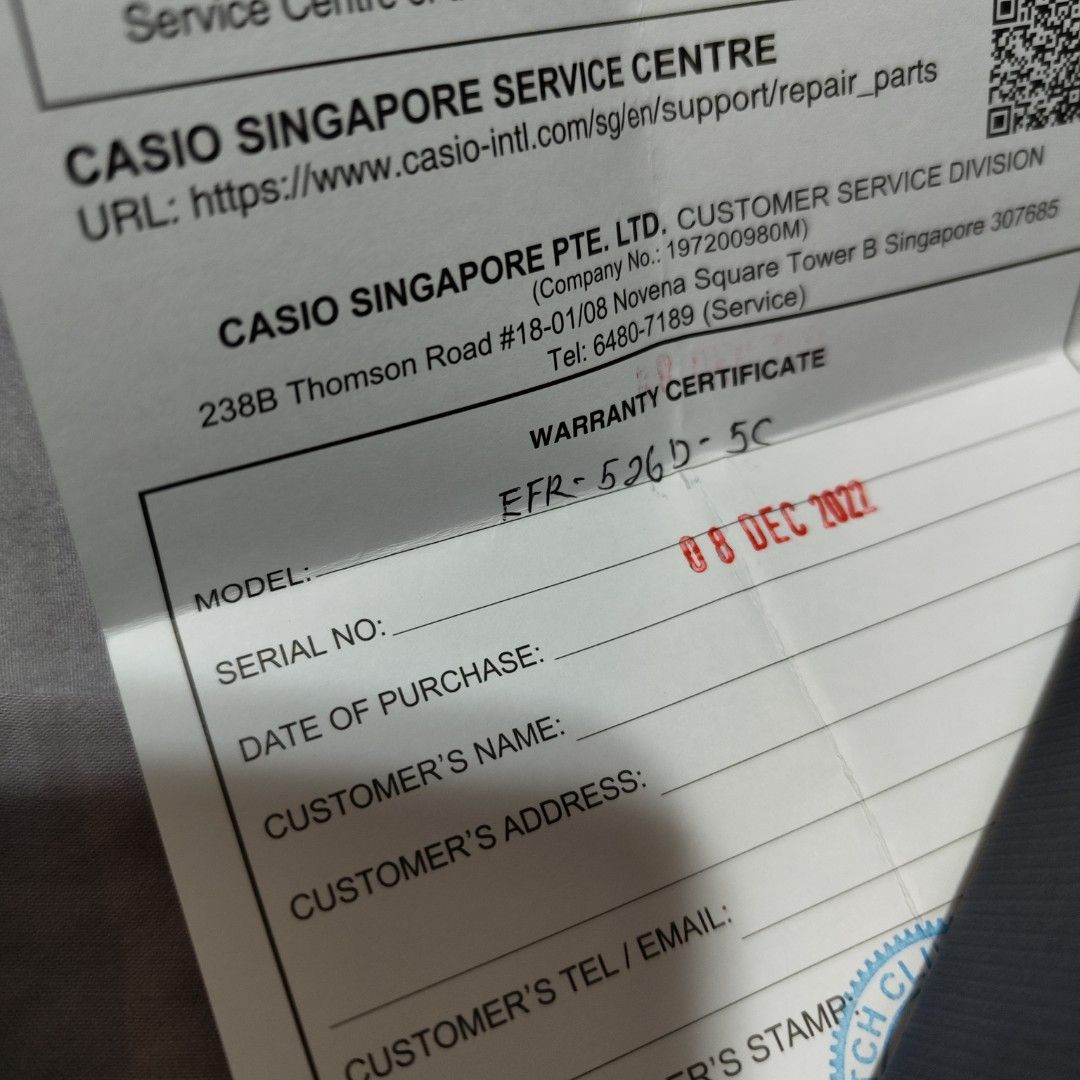 Service Centre
CASIO SINGAPORE SERVICE CENTRE
URL: https://www.casio-intl.com/sg/en/support/repair_parts
CASIO SINGAPORE PTE. LTD. CUSTOMER SERVICE DIVISION
(Company No.: 197200980M)
238B Thomson Road #18-01/08 Novena Square Tower B Singapore 307685
Tel: 6480-7189 (Service)
WARRANTY CERTIFICATE
MODEL: EFR-526D-5C
SERIAL NO:
08 DEC 2022
DATE OF PURCHASE:
CUSTOMER'S NAME:
CUSTOMER'S ADDRESS:
CUSTOMER'S TEL / EMAIL:
STAMP: